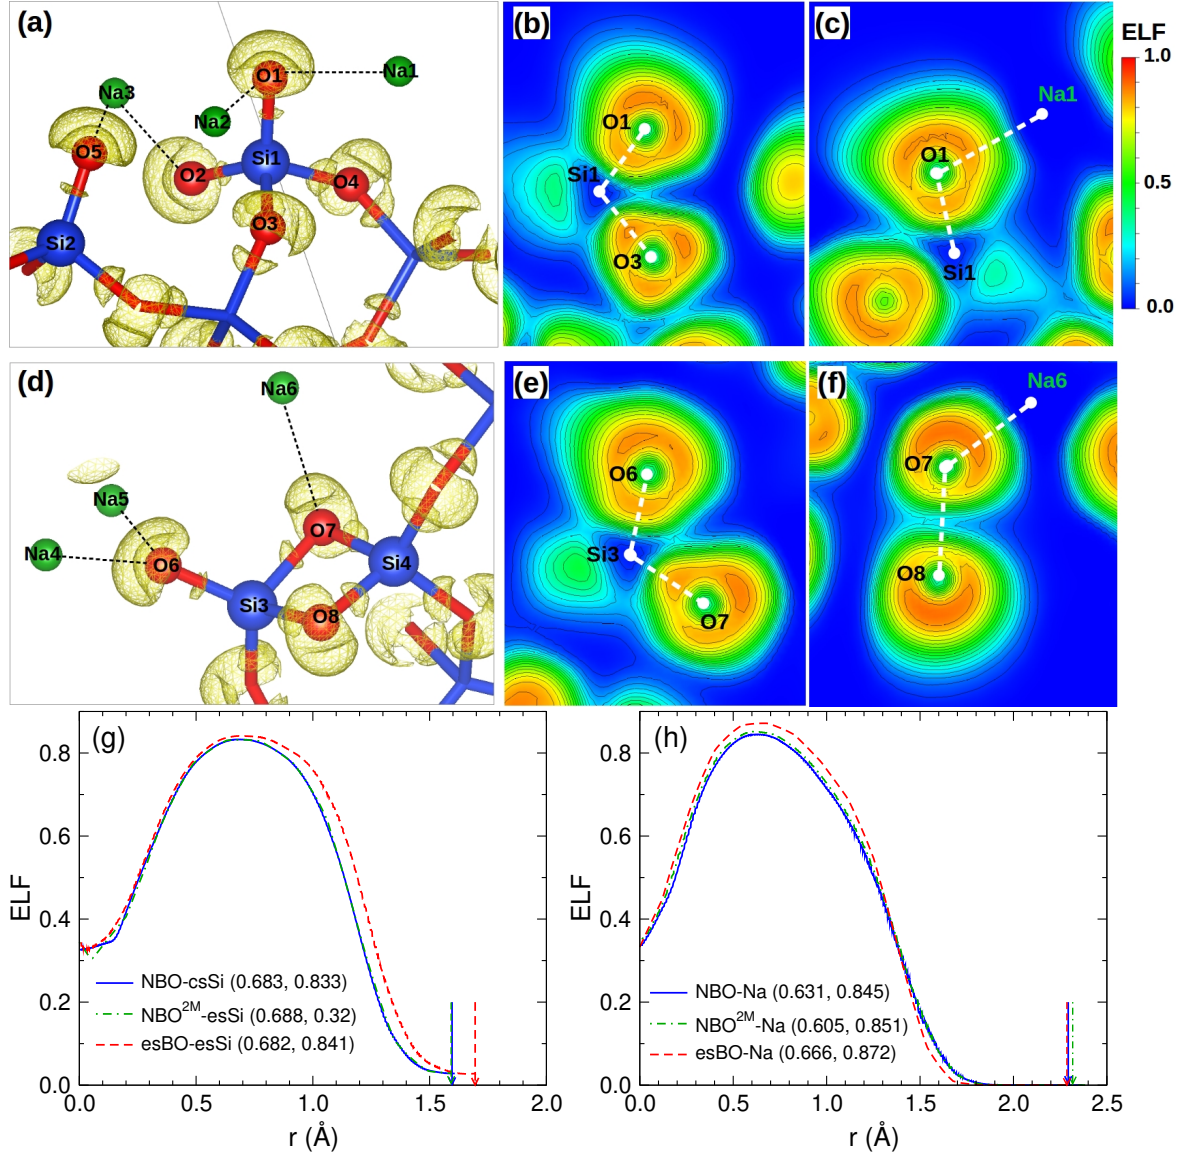 (a)
O1
Na1
Na3
Na2
O5
Si1
O2
O4
O3
Si2
(b)
O1
Si1
O3
(c)
Na1
O1
Si1
ELF
1.0
0.5
0.0
(d)
Na6
Na5
O7
Na4
O6
Si4
Si3
O8
(e)
O6
Si3
O7
(f)
Na6
O7
O8
(g)
0.8
0.6
0.4
0.2
0.0
ELF
NBO-csSi (0.683, 0.833)
NBO2M-esSi (0.688, 0.32)
esBO-esSi (0.682, 0.841)
0.0 0.5 1.0 1.5 2.0
r (Å)
(h)
0.8
0.6
0.4
0.2
0.0
ELF
NBO-Na (0.631, 0.845)
NBO2M-Na (0.605, 0.851)
esBO-Na (0.666, 0.872)
0.0 0.5 1.0 1.5 2.0 2.5
r (Å)